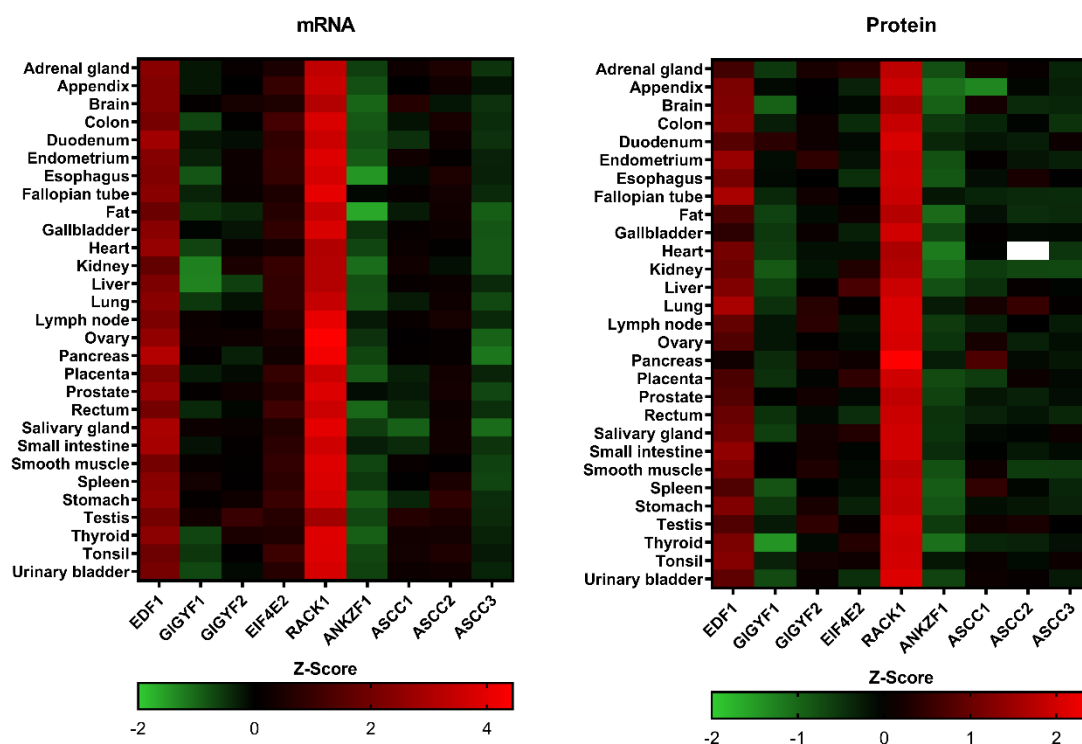 mRNA
Adrenal gland
Appendix
Brain
Colon
Duodenum
Endometrium
Esophagus
Fallopian tube
Fat
Gallbladder
Heart
Kidney
Liver
Lung
Lymph node
Ovary
Pancreas
Placenta
Prostate
Rectum
Salivary gland
Small intestine
Smooth muscle
Spleen
Stomach
Testis
Thyroid
Tonsil
Urinary bladder
EDF1
GIGYF1
GIGYF2
EIF4E2
RACK1
ANKZF1
ASCC1
ASCC2
ASCC3
Z-Score
-2 0 2 4
Protein
Adrenal gland
Appendix
Brain
Colon
Duodenum
Endometrium
Esophagus
Fallopian tube
Fat
Gallbladder
Heart
Kidney
Liver
Lung
Lymph node
Ovary
Pancreas
Placenta
Prostate
Rectum
Salivary gland
Small intestine
Smooth muscle
Spleen
Stomach
Testis
Thyroid
Tonsil
Urinary bladder
EDF1
GIGYF1
GIGYF2
EIF4E2
RACK1
ANKZF1
ASCC1
ASCC2
ASCC3
Z-Score
-2 -1 0 1 2